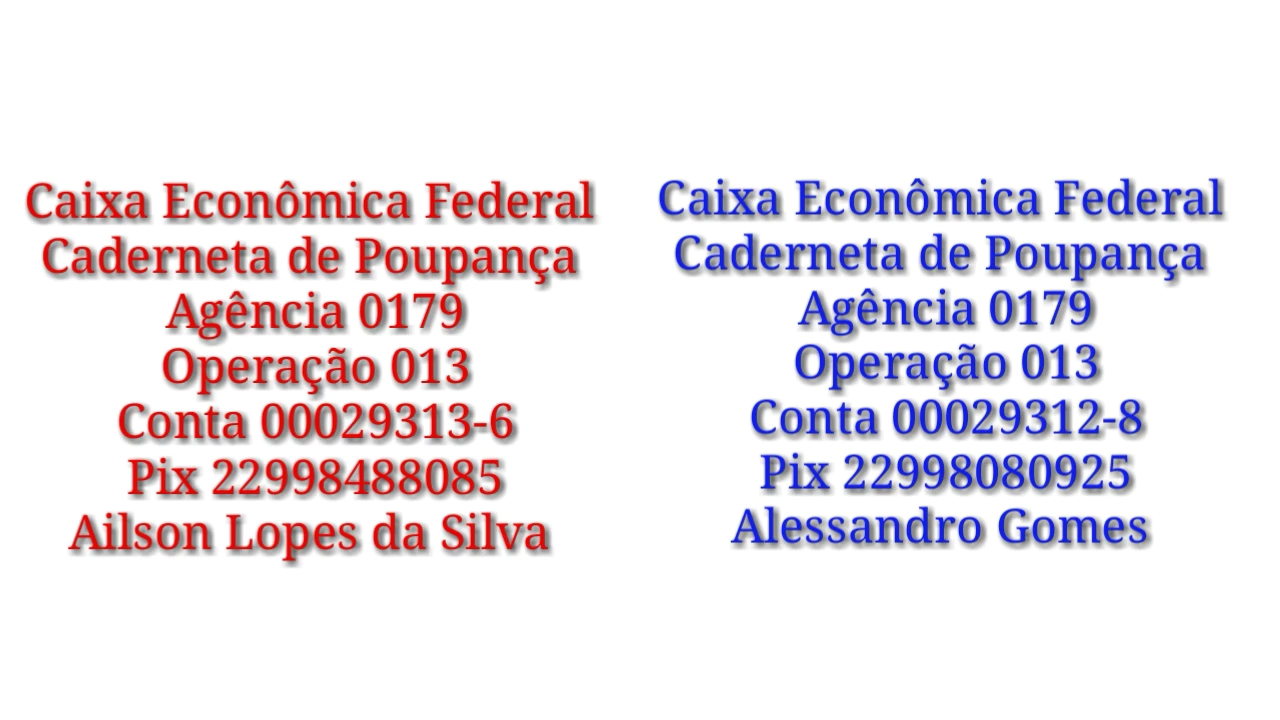 Caixa Econômica Federal
Caderneta de Poupança
Agência 0179
Operação 013
Conta 00029313-6
Pix 22998488085
Ailson Lopes da Silva
Caixa Econômica Federal
Caderneta de Poupança
Agência 0179
Operação 013
Conta 00029312-8
Pix 22998080925
Alessandro Gomes